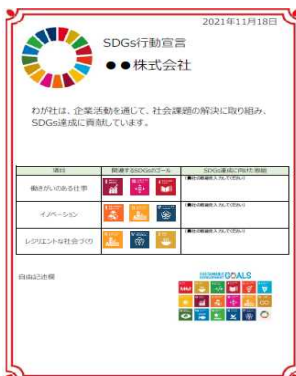 2021年11月18日
SDGs行動宣言
●●株式会社
わが社は、企業活動を通じて、社会課題の解決に取り組み、
SDGs達成に貢献しています。
項目 関連するSDGsのゴール SDGs達成に向けた取組
働きがいのある仕事
イノベーション
レジリエントな社会づくり
自由記述欄
SUSTAINABLE DEVELOPMENT GOALS